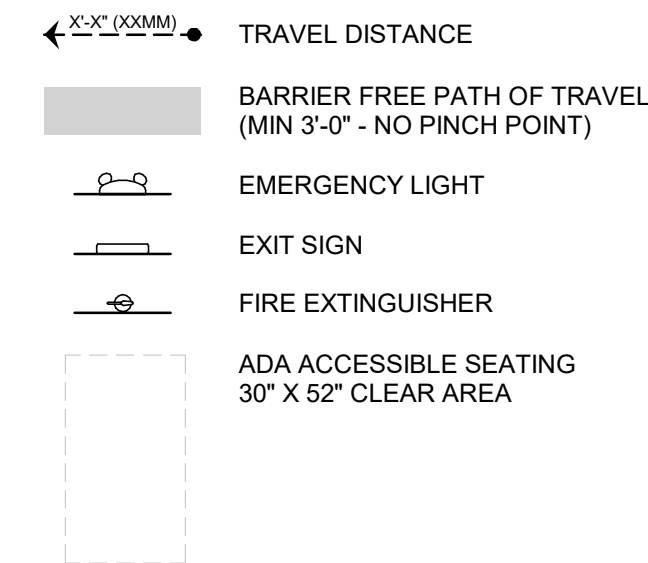 X'-X" (XXMM)
TRAVEL DISTANCE
BARRIER FREE PATH OF TRAVEL
(MIN 3'-0" - NO PINCH POINT)
EMERGENCY LIGHT
EXIT SIGN
FIRE EXTINGUISHER
ADA ACCESSIBLE SEATING
30" X 52" CLEAR AREA